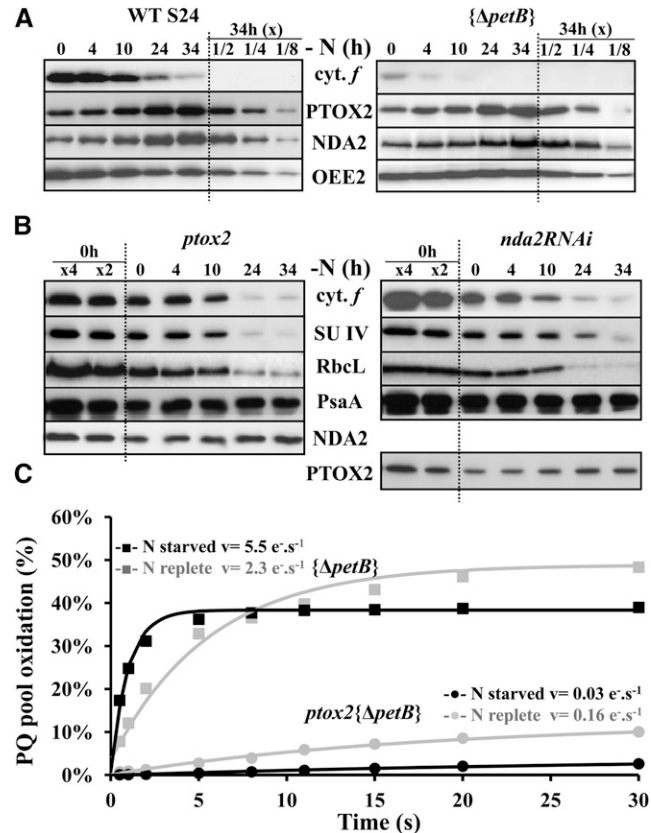 A
WT S24
34h (x)
0 4 10 24 34 1/2 1/4 1/8
- N (h)
{ΔpetB}
34h (x)
0 4 10 24 34 1/2 1/4 1/8
cyt. f
PTOX2
NDA2
OEE2
B
ptox2
0h
x4 x2 0 4 10 24 34
-N (h)
nda2RNAi
0h
x4 x2 0 4 10 24 34
cyt. f
SU IV
RbcL
PsaA
NDA2
PTOX2
C
PQ pool oxidation (%)
60%
50%
40%
30%
20%
10%
0%
N starved v= 5.5 e-.s-1
N replete v= 2.3 e-.s-1
{ΔpetB}
N starved v= 0.03 e-.s-1
N replete v= 0.16 e-.s-1
ptox2{ΔpetB}
0 5 10 15 20 25 30
Time (s)